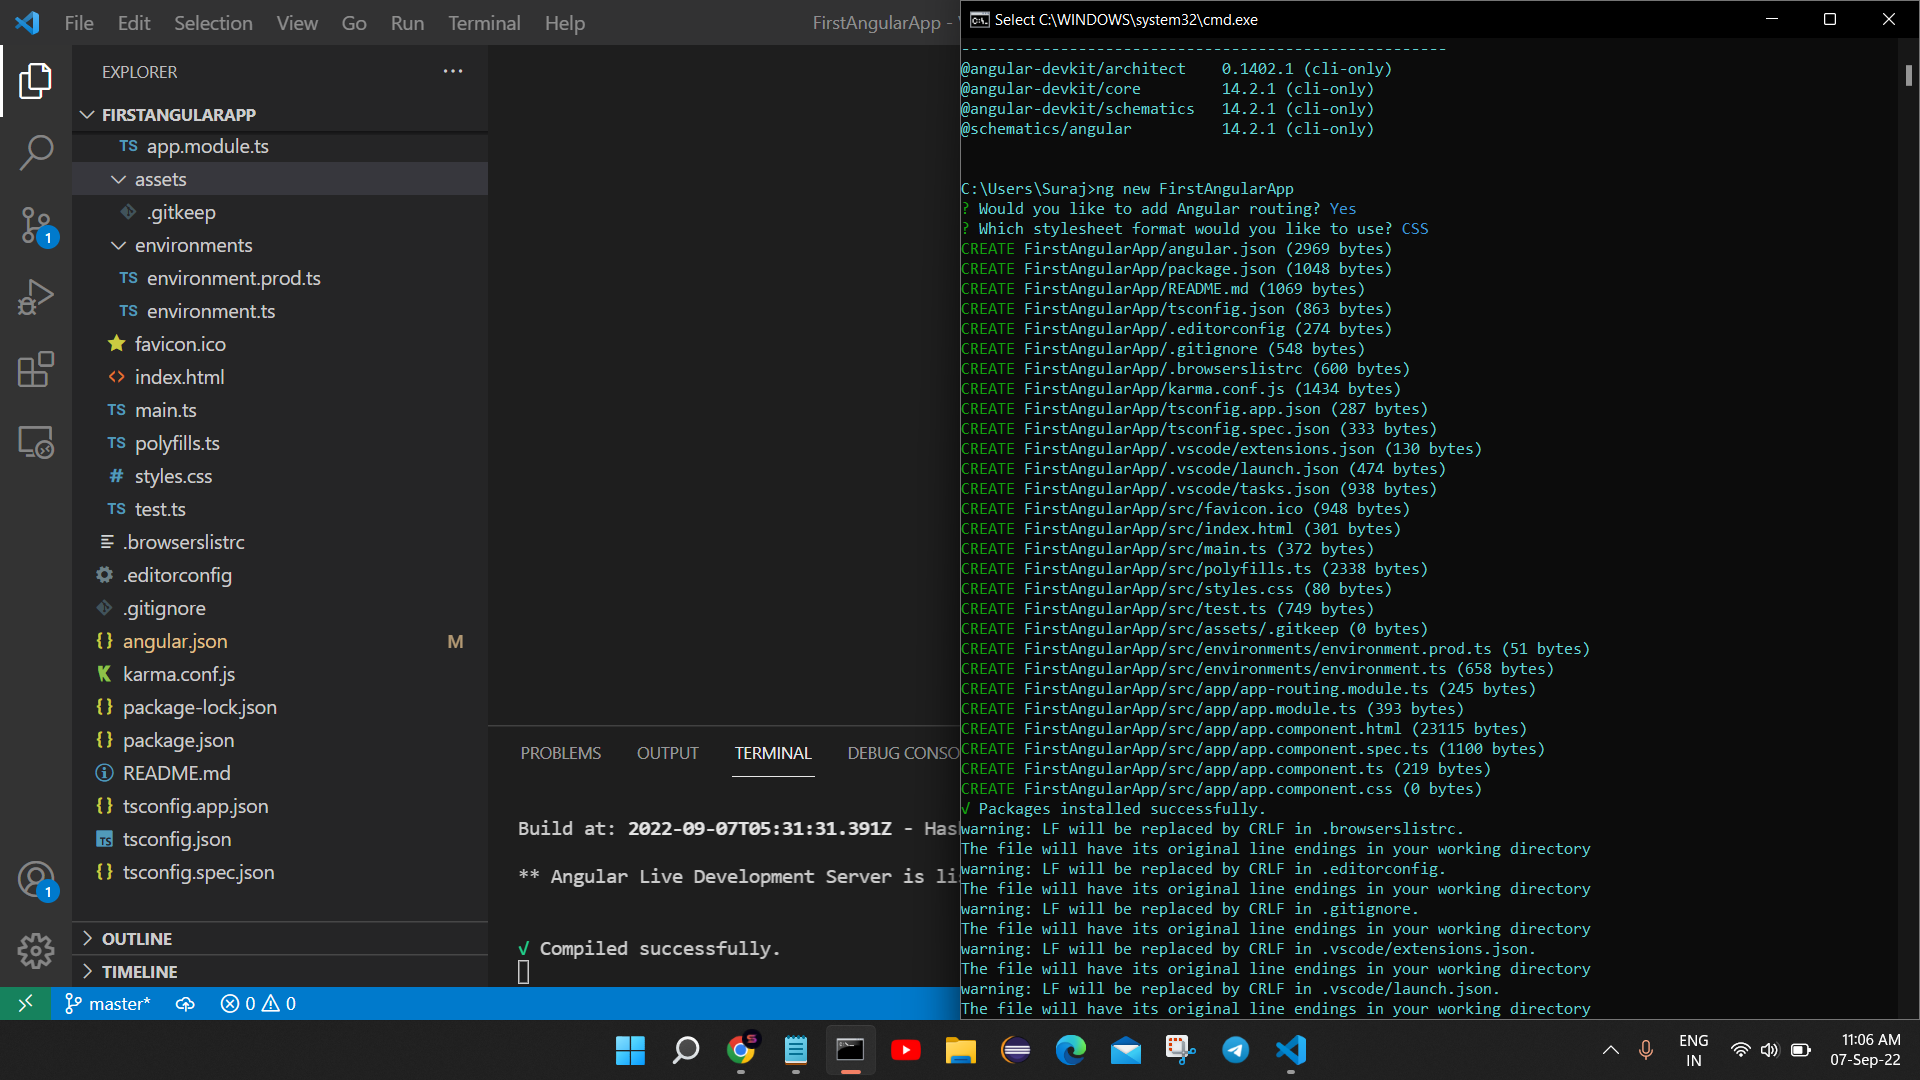 File Edit Selection View Go Run Terminal Help
FirstAngularApp -
EXPLORER
FIRSTANGULARAPP
TS app.module.ts
assets
.gitkeep
environments
TS environment.prod.ts
TS environment.ts
favicon.ico
<> index.html
TS main.ts
TS polyfills.ts
# styles.css
TS test.ts
.browserslistrc
.editorconfig
.gitignore
{} angular.json M
karma.conf.js
{} package-lock.json
{} package.json
README.md
{} tsconfig.app.json
TS tsconfig.json
{} tsconfig.spec.json
OUTLINE
TIMELINE
1
1
PROBLEMS OUTPUT TERMINAL DEBUG CONSO
Build at: 2022-09-07T05:31:31.391Z - Has
** Angular Live Development Server is li
√ Compiled successfully.
master* 0 0
Select C:\WINDOWS\system32\cmd.exe
------------------------------------------------------
@angular-devkit/architect 0.1402.1 (cli-only)
@angular-devkit/core 14.2.1 (cli-only)
@angular-devkit/schematics 14.2.1 (cli-only)
@schematics/angular 14.2.1 (cli-only)
C:\Users\Suraj>ng new FirstAngularApp
? Would you like to add Angular routing? Yes
? Which stylesheet format would you like to use? CSS
CREATE FirstAngularApp/angular.json (2969 bytes)
CREATE FirstAngularApp/package.json (1048 bytes)
CREATE FirstAngularApp/README.md (1069 bytes)
CREATE FirstAngularApp/tsconfig.json (863 bytes)
CREATE FirstAngularApp/.editorconfig (274 bytes)
CREATE FirstAngularApp/.gitignore (548 bytes)
CREATE FirstAngularApp/.browserslistrc (600 bytes)
CREATE FirstAngularApp/karma.conf.js (1434 bytes)
CREATE FirstAngularApp/tsconfig.app.json (287 bytes)
CREATE FirstAngularApp/tsconfig.spec.json (333 bytes)
CREATE FirstAngularApp/.vscode/extensions.json (130 bytes)
CREATE FirstAngularApp/.vscode/launch.json (474 bytes)
CREATE FirstAngularApp/.vscode/tasks.json (938 bytes)
CREATE FirstAngularApp/src/favicon.ico (948 bytes)
CREATE FirstAngularApp/src/index.html (301 bytes)
CREATE FirstAngularApp/src/main.ts (372 bytes)
CREATE FirstAngularApp/src/polyfills.ts (2338 bytes)
CREATE FirstAngularApp/src/styles.css (80 bytes)
CREATE FirstAngularApp/src/test.ts (749 bytes)
CREATE FirstAngularApp/src/assets/.gitkeep (0 bytes)
CREATE FirstAngularApp/src/environments/environment.prod.ts (51 bytes)
CREATE FirstAngularApp/src/environments/environment.ts (658 bytes)
CREATE FirstAngularApp/src/app/app-routing.module.ts (245 bytes)
CREATE FirstAngularApp/src/app/app.module.ts (393 bytes)
CREATE FirstAngularApp/src/app/app.component.html (23115 bytes)
CREATE FirstAngularApp/src/app/app.component.spec.ts (1100 bytes)
CREATE FirstAngularApp/src/app/app.component.ts (219 bytes)
CREATE FirstAngularApp/src/app/app.component.css (0 bytes)
√ Packages installed successfully.
warning: LF will be replaced by CRLF in .browserslistrc.
The file will have its original line endings in your working directory
warning: LF will be replaced by CRLF in .editorconfig.
The file will have its original line endings in your working directory
warning: LF will be replaced by CRLF in .gitignore.
The file will have its original line endings in your working directory
warning: LF will be replaced by CRLF in .vscode/extensions.json.
The file will have its original line endings in your working directory
warning: LF will be replaced by CRLF in .vscode/launch.json.
The file will have its original line endings in your working directory
ENG
IN
11:06 AM
07-Sep-22